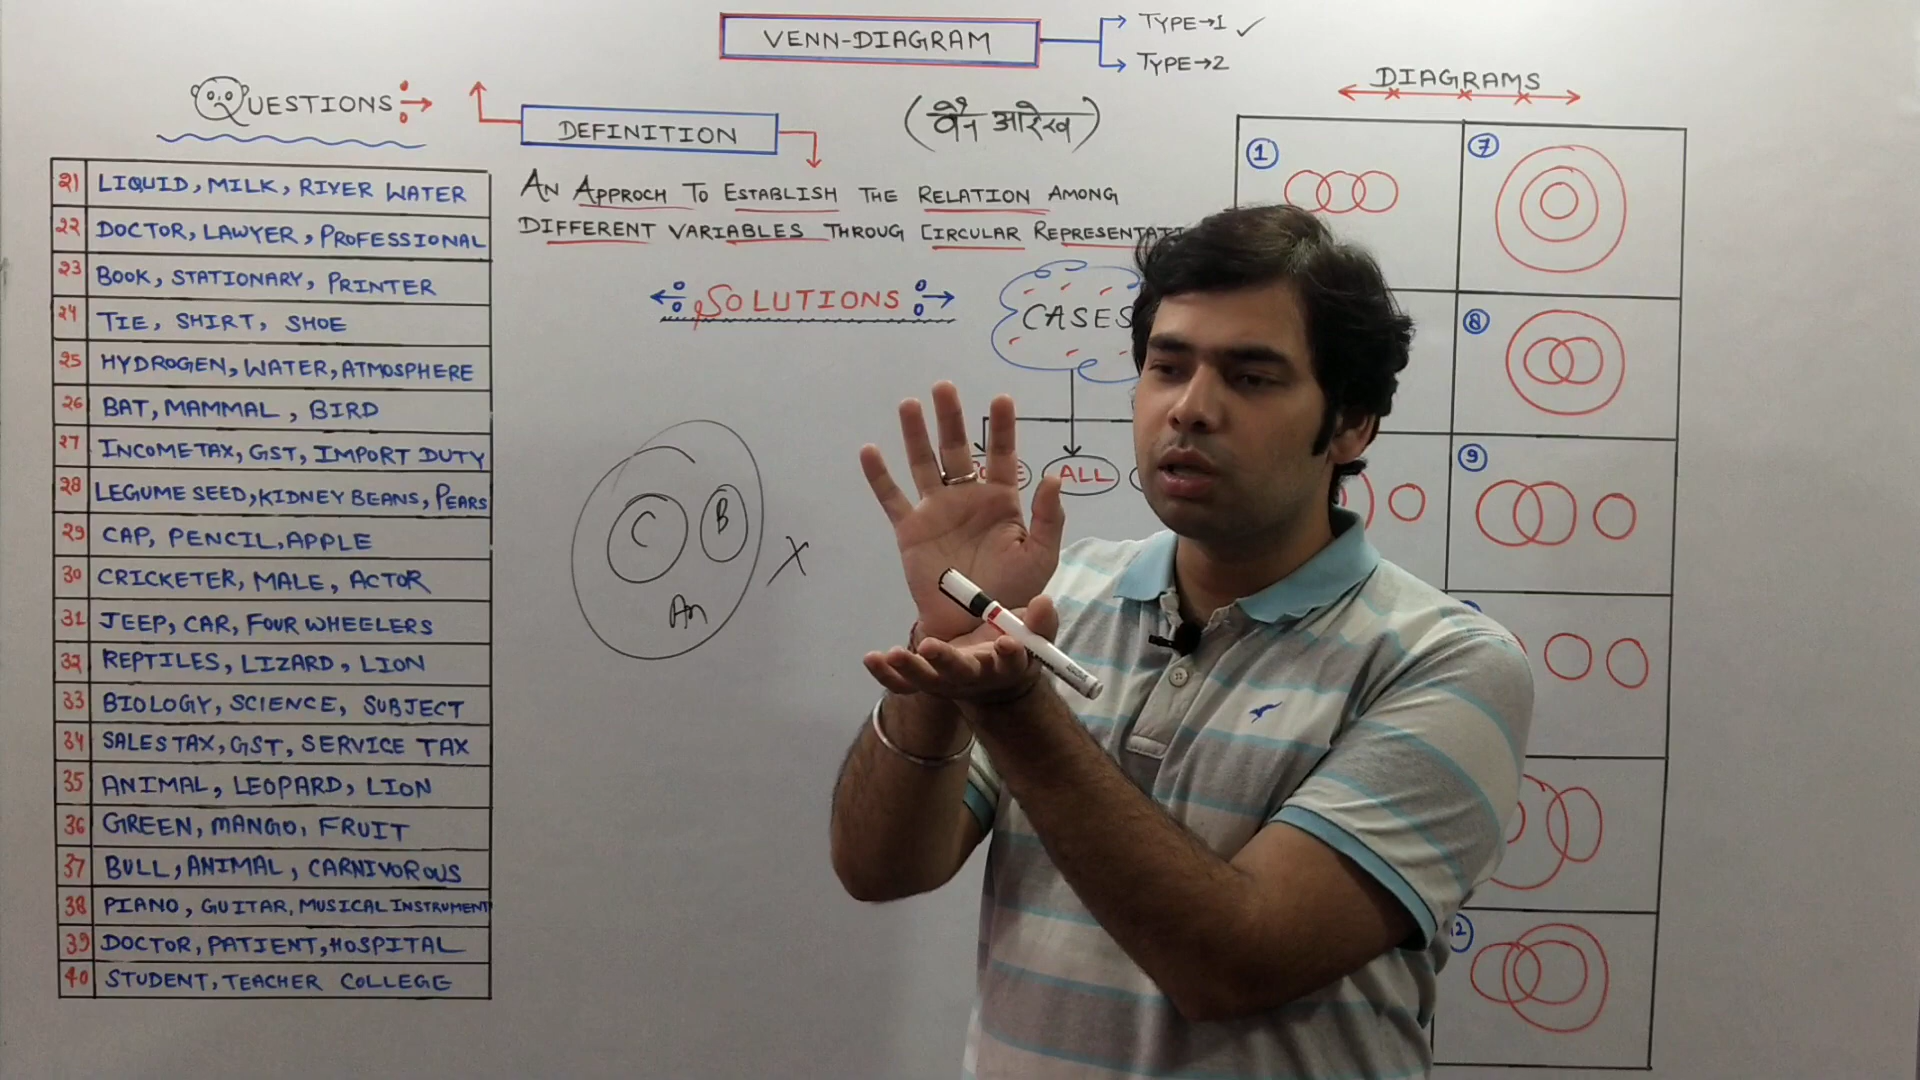 VENN-DIAGRAM
TYPE→1 ✓
TYPE→2
(वैन आरेख)
QUESTIONS
DEFINITION
AN APPROCH TO ESTABLISH THE RELATION AMONG
DIFFERENT VARIABLES THROUG CIRCULAR REPRESENTATI
SOLUTIONS
CASES
ALL
C
B
An
X
21 LIQUID, MILK, RIVER WATER
22 DOCTOR, LAWYER, PROFESSIONAL
23 BOOK, STATIONARY, PRINTER
24 TIE, SHIRT, SHOE
25 HYDROGEN, WATER, ATMOSPHERE
26 BAT, MAMMAL, BIRD
27 INCOME TAX, GST, IMPORT DUTY
28 LEGUME SEED, KIDNEY BEANS, PEARS
29 CAP, PENCIL, APPLE
30 CRICKETER, MALE, ACTOR
31 JEEP, CAR, FOUR WHEELERS
32 REPTILES, LIZARD, LION
33 BIOLOGY, SCIENCE, SUBJECT
34 SALES TAX, GST, SERVICE TAX
35 ANIMAL, LEOPARD, LION
36 GREEN, MANGO, FRUIT
37 BULL, ANIMAL, CARNIVOROUS
38 PIANO, GUITAR, MUSICAL INSTRUMENT
39 DOCTOR, PATIENT, HOSPITAL
40 STUDENT, TEACHER COLLEGE
DIAGRAMS
1
7
8
9